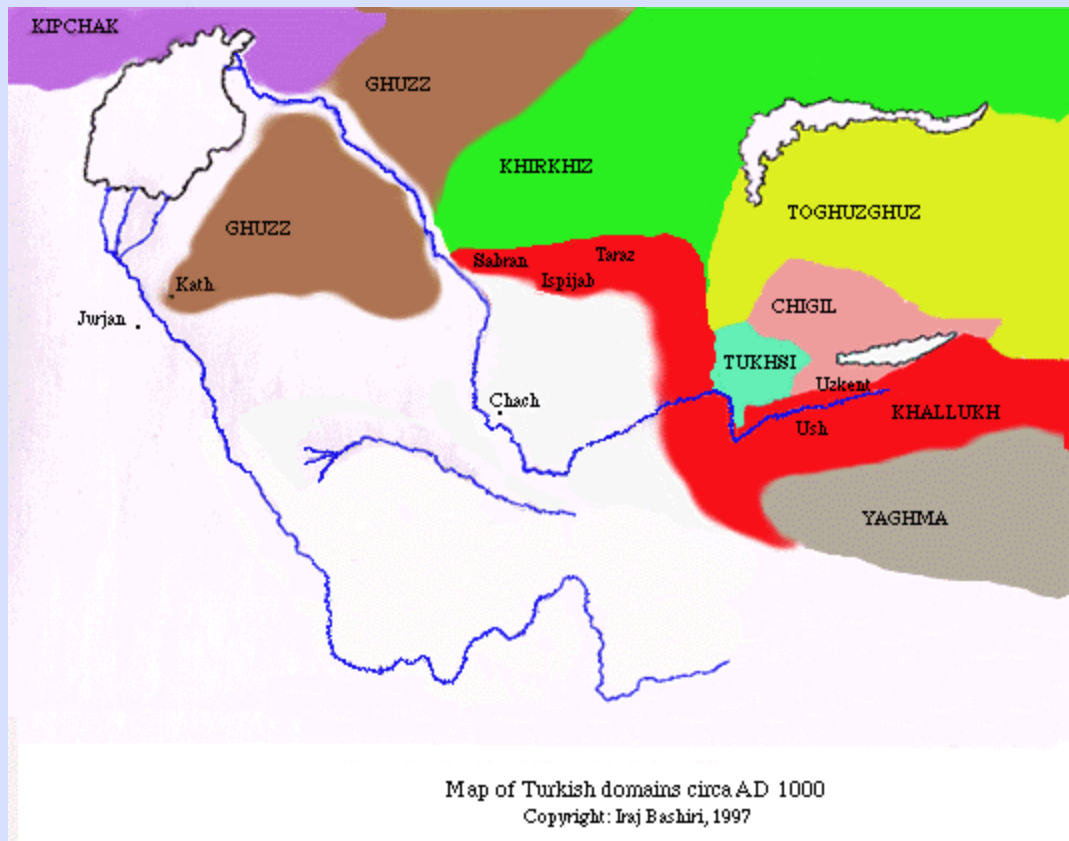 KIPCHAK
GHUZZ
KHIRKHIZ
TOGHUZGHUZ
GHUZZ
Sabran
Taraz
Ispijab
Kath
CHIGIL
Jurjan
TUKHSI
Uzkent
Chach
KHALLUKH
Ush
YAGHMA
Map of Turkish domains circa AD 1000
Copyright: Iraj Bashiri, 1997